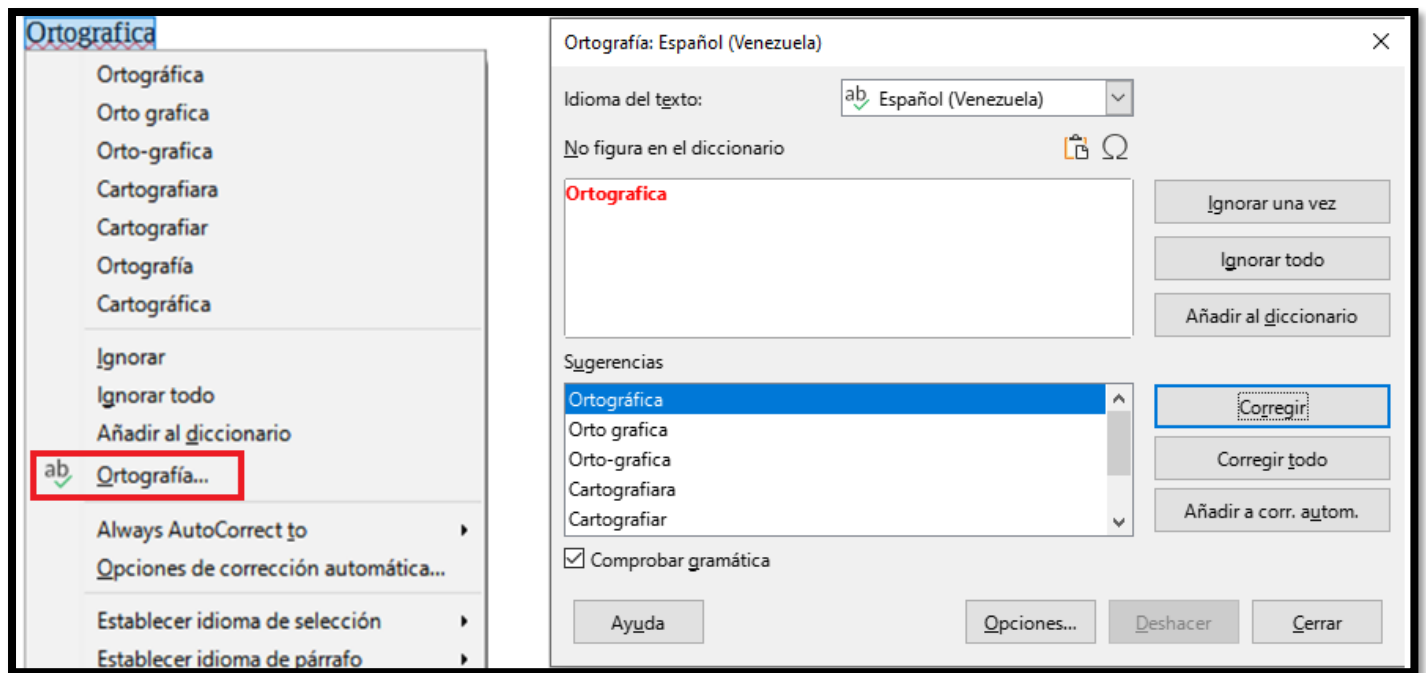 Ortografica
Ortográfica
Orto grafica
Orto-grafica
Cartografiara
Cartografiar
Ortografía
Cartográfica
Ignorar
Ignorar todo
Añadir al diccionario
Ortografía...
Always AutoCorrect to
Opciones de corrección automática...
Establecer idioma de selección
Establecer idioma de párrafo
Ortografía: Español (Venezuela)
Idioma del texto:
Español (Venezuela)
No figura en el diccionario
Ortografica
Ignorar una vez
Ignorar todo
Añadir al diccionario
Sugerencias
Ortográfica
Orto grafica
Orto-grafica
Cartografiara
Cartografiar
Corregir
Corregir todo
Añadir a corr. autom.
Comprobar gramática
Ayuda
Opciones...
Deshacer
Cerrar